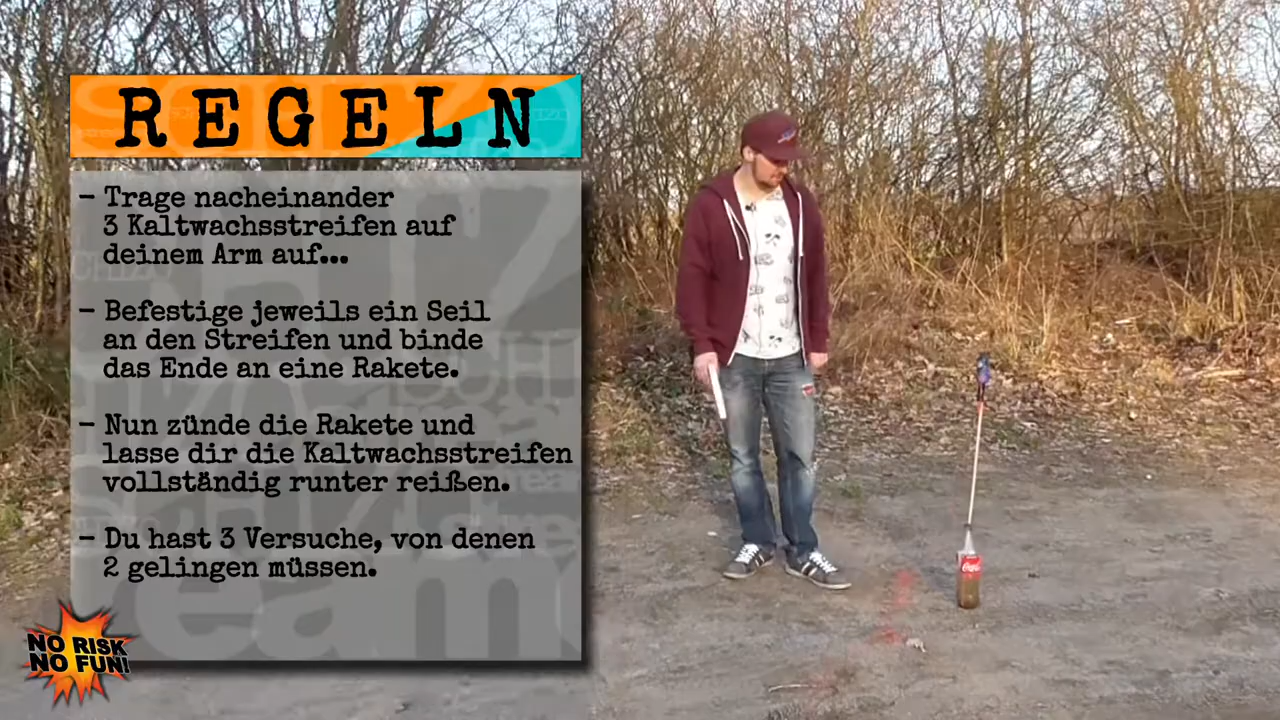 REGELN
- Trage nacheinander
3 Kaltwachsstreifen auf
deinem Arm auf...
- Befestige jeweils ein Seil
an den Streifen und binde
das Ende an eine Rakete.
- Nun zünde die Rakete und
lasse dir die Kaltwachsstreifen
vollständig runter reißen.
- Du hast 3 Versuche, von denen
2 gelingen müssen.
NO RISK
NO FUN!